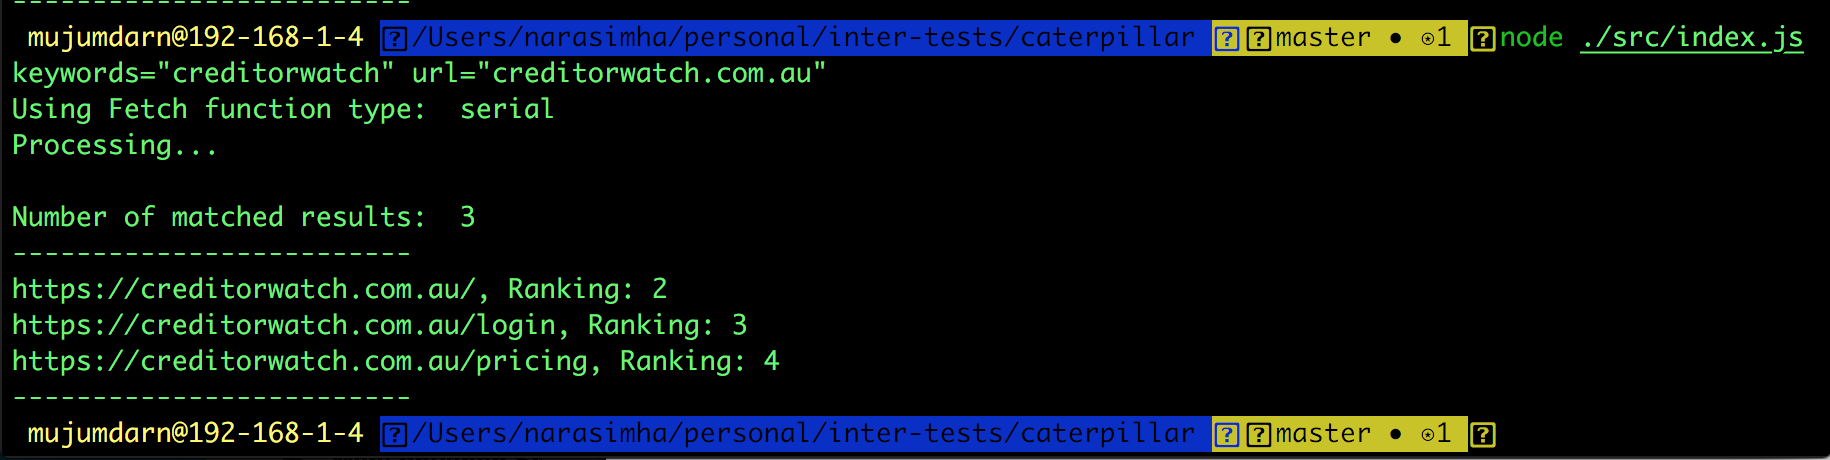 -------------------------
mujumdarn@192-168-1-4 /Users/narasimha/personal/inter-tests/caterpillar master • ⍟1 node ./src/index.js
keywords="creditorwatch" url="creditorwatch.com.au"
Using Fetch function type:  serial
Processing...
Number of matched results:  3
-------------------------
https://creditorwatch.com.au/, Ranking: 2
https://creditorwatch.com.au/login, Ranking: 3
https://creditorwatch.com.au/pricing, Ranking: 4
-------------------------
mujumdarn@192-168-1-4 /Users/narasimha/personal/inter-tests/caterpillar master • ⍟1